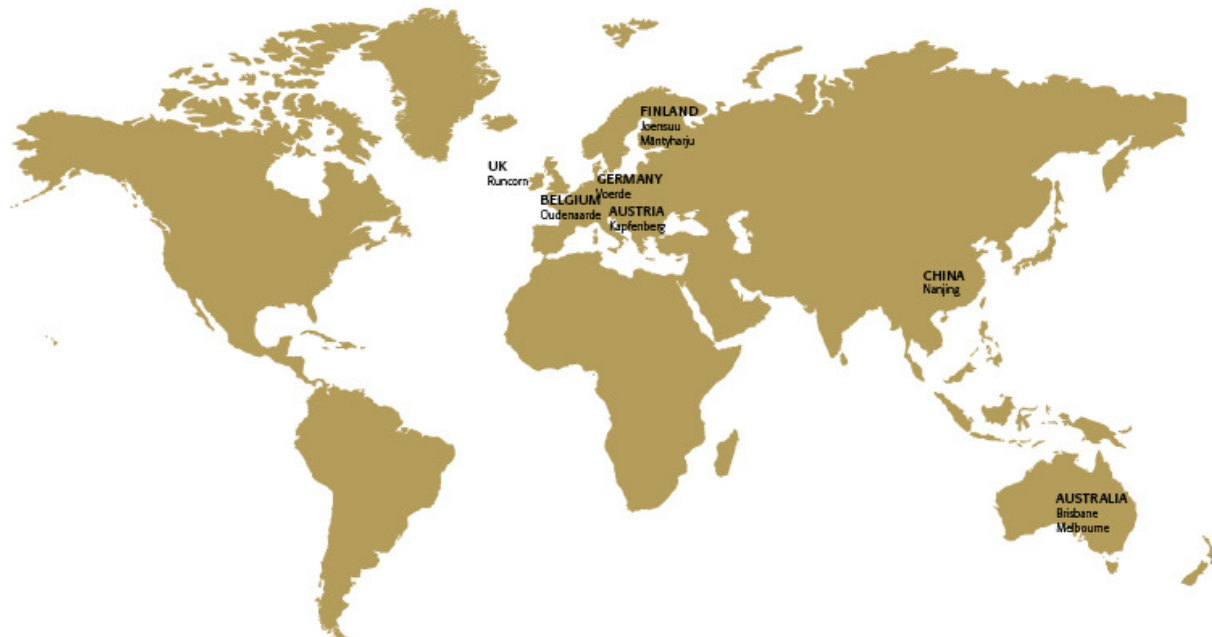 FINLAND
Joensuu
Mäntyharju
UK
Runcorn
GERMANY
Voerde
BELGIUM
Oudenaarde
AUSTRIA
Kapfenberg
CHINA
Nanjing
AUSTRALIA
Brisbane
Melbourne